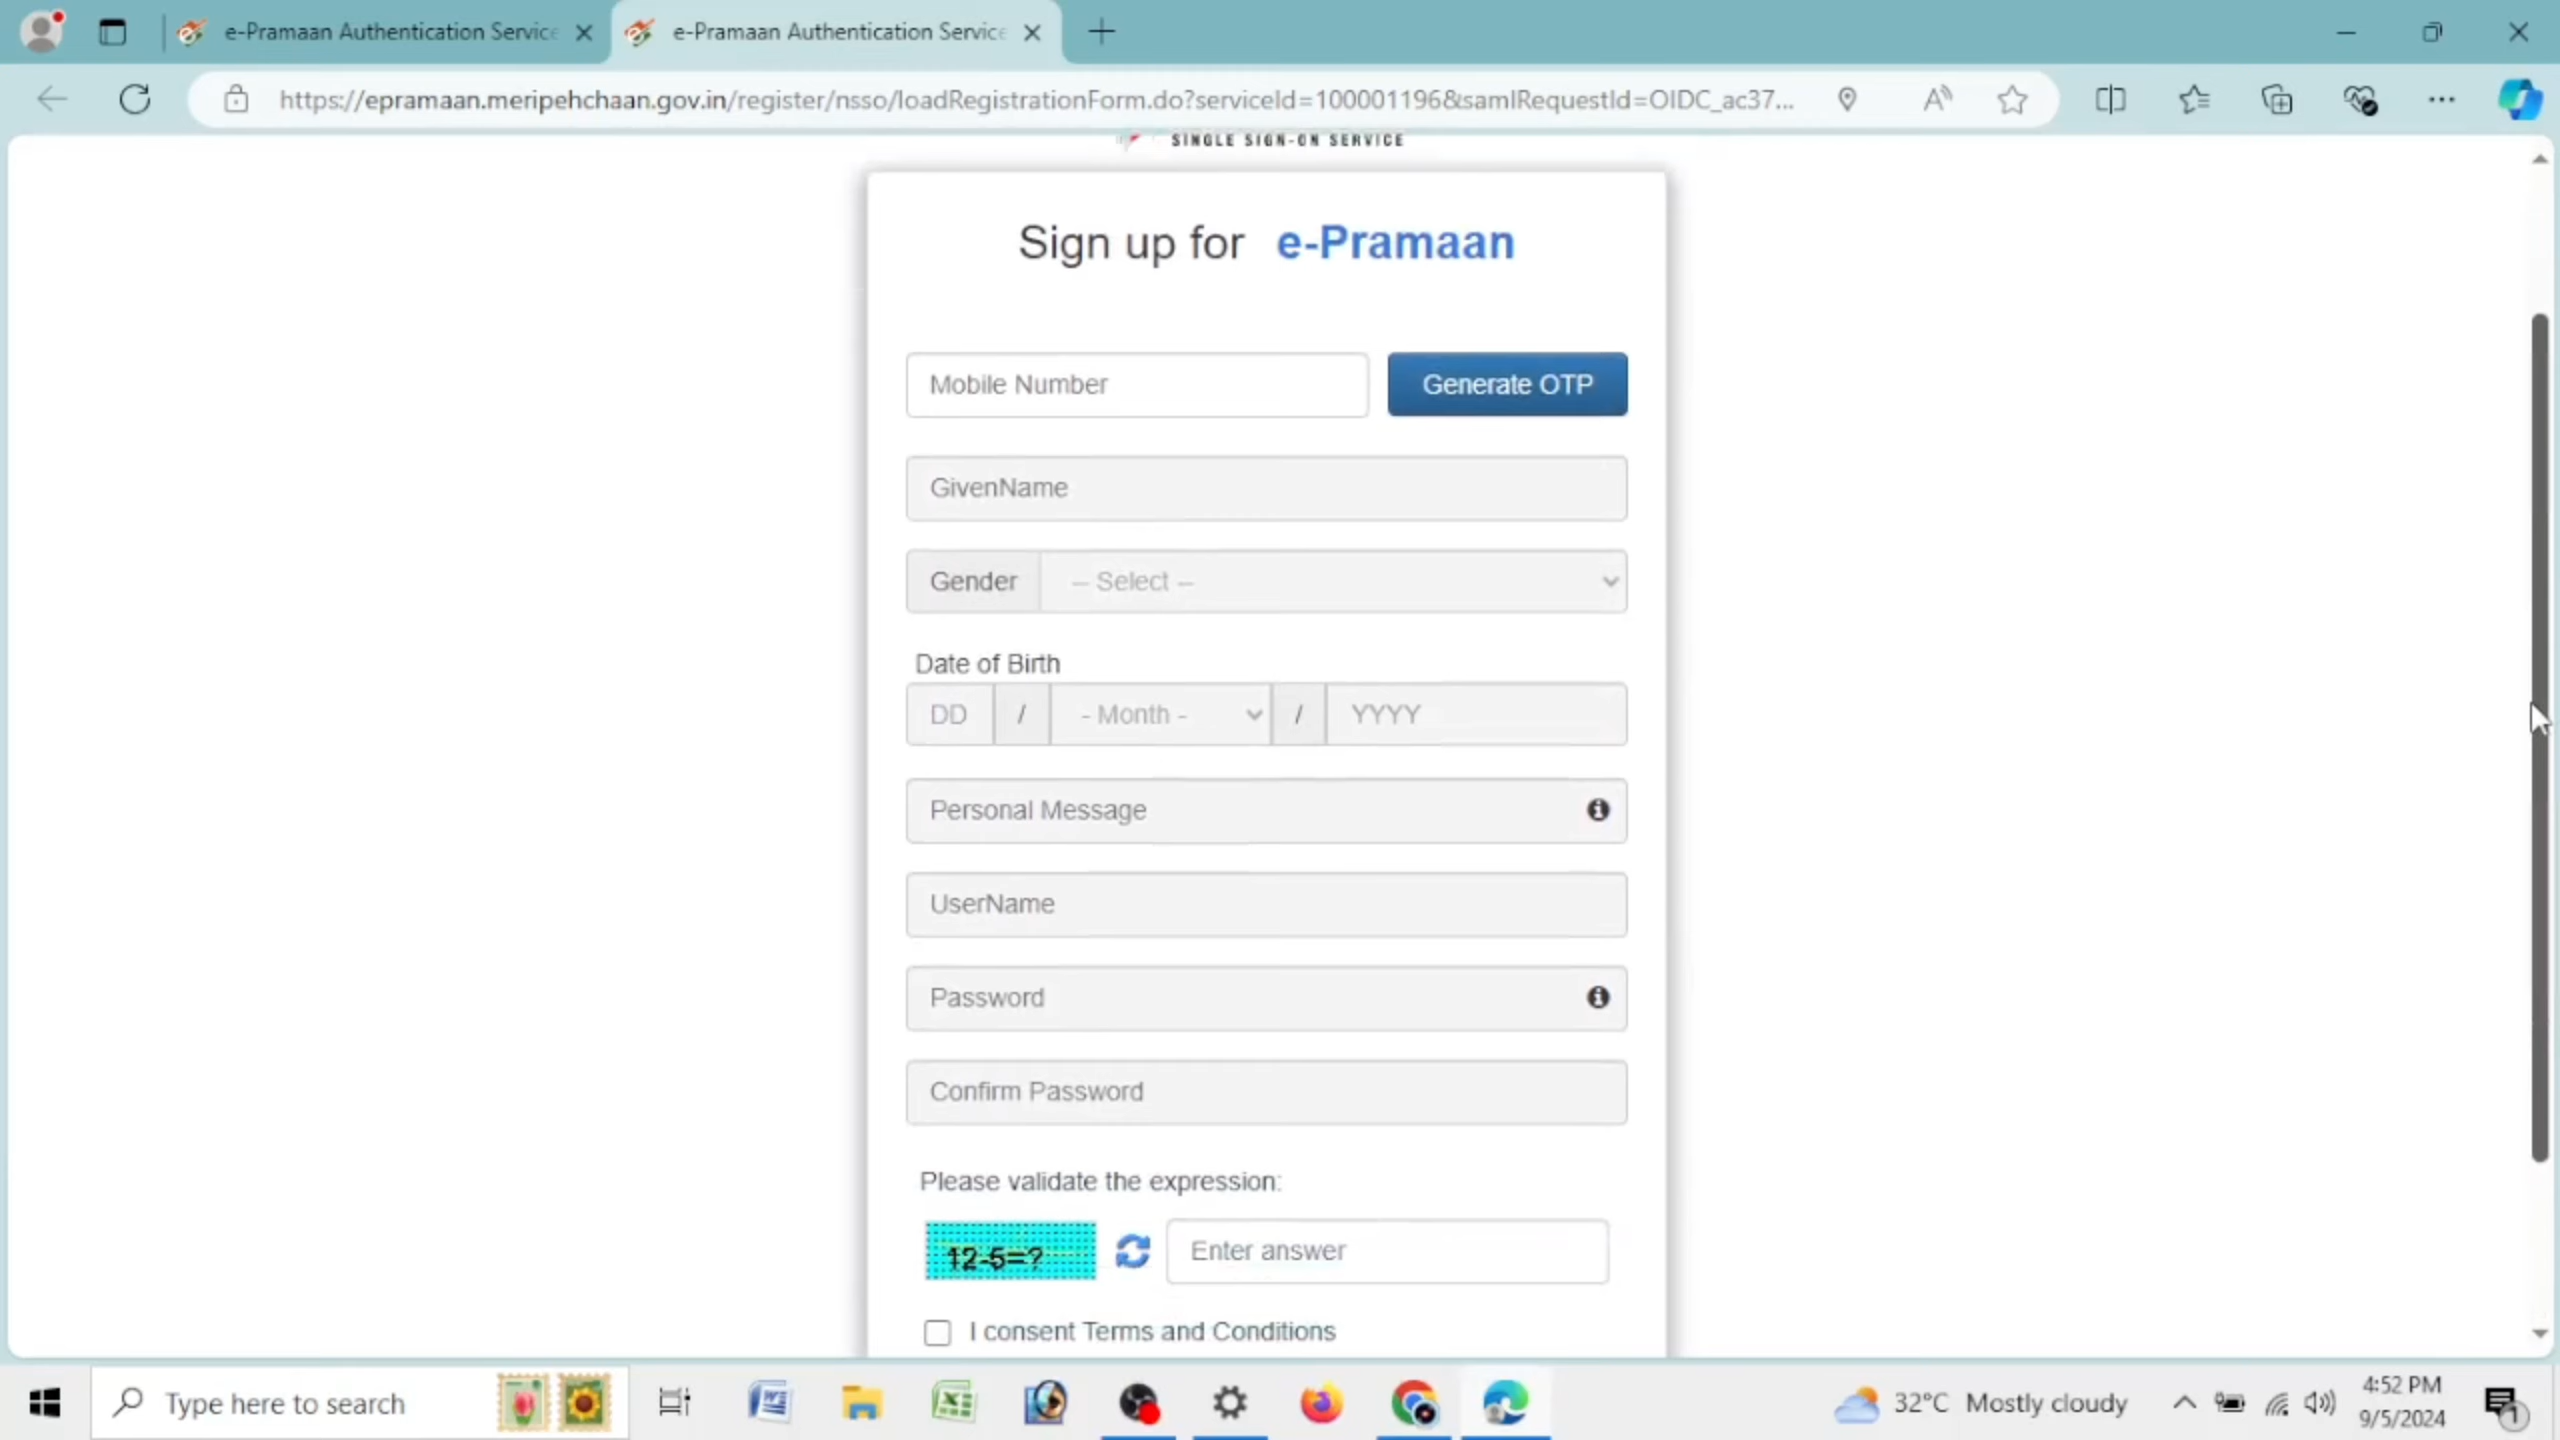 e-Pramaan Authentication Service
e-Pramaan Authentication Service
https://epramaan.meripehchaan.gov.in/register/nsso/loadRegistrationForm.do?serviceId=100001196&samlRequestId=OIDC_ac37...
SINGLE SIGN-ON SERVICE
Sign up for e-Pramaan
Mobile Number
Generate OTP
GivenName
Gender
-- Select --
Date of Birth
DD / - Month - / YYYY
Personal Message
UserName
Password
Confirm Password
Please validate the expression:
12-5=?
Enter answer
I consent Terms and Conditions
Type here to search
32°C Mostly cloudy
4:52 PM
9/5/2024
1